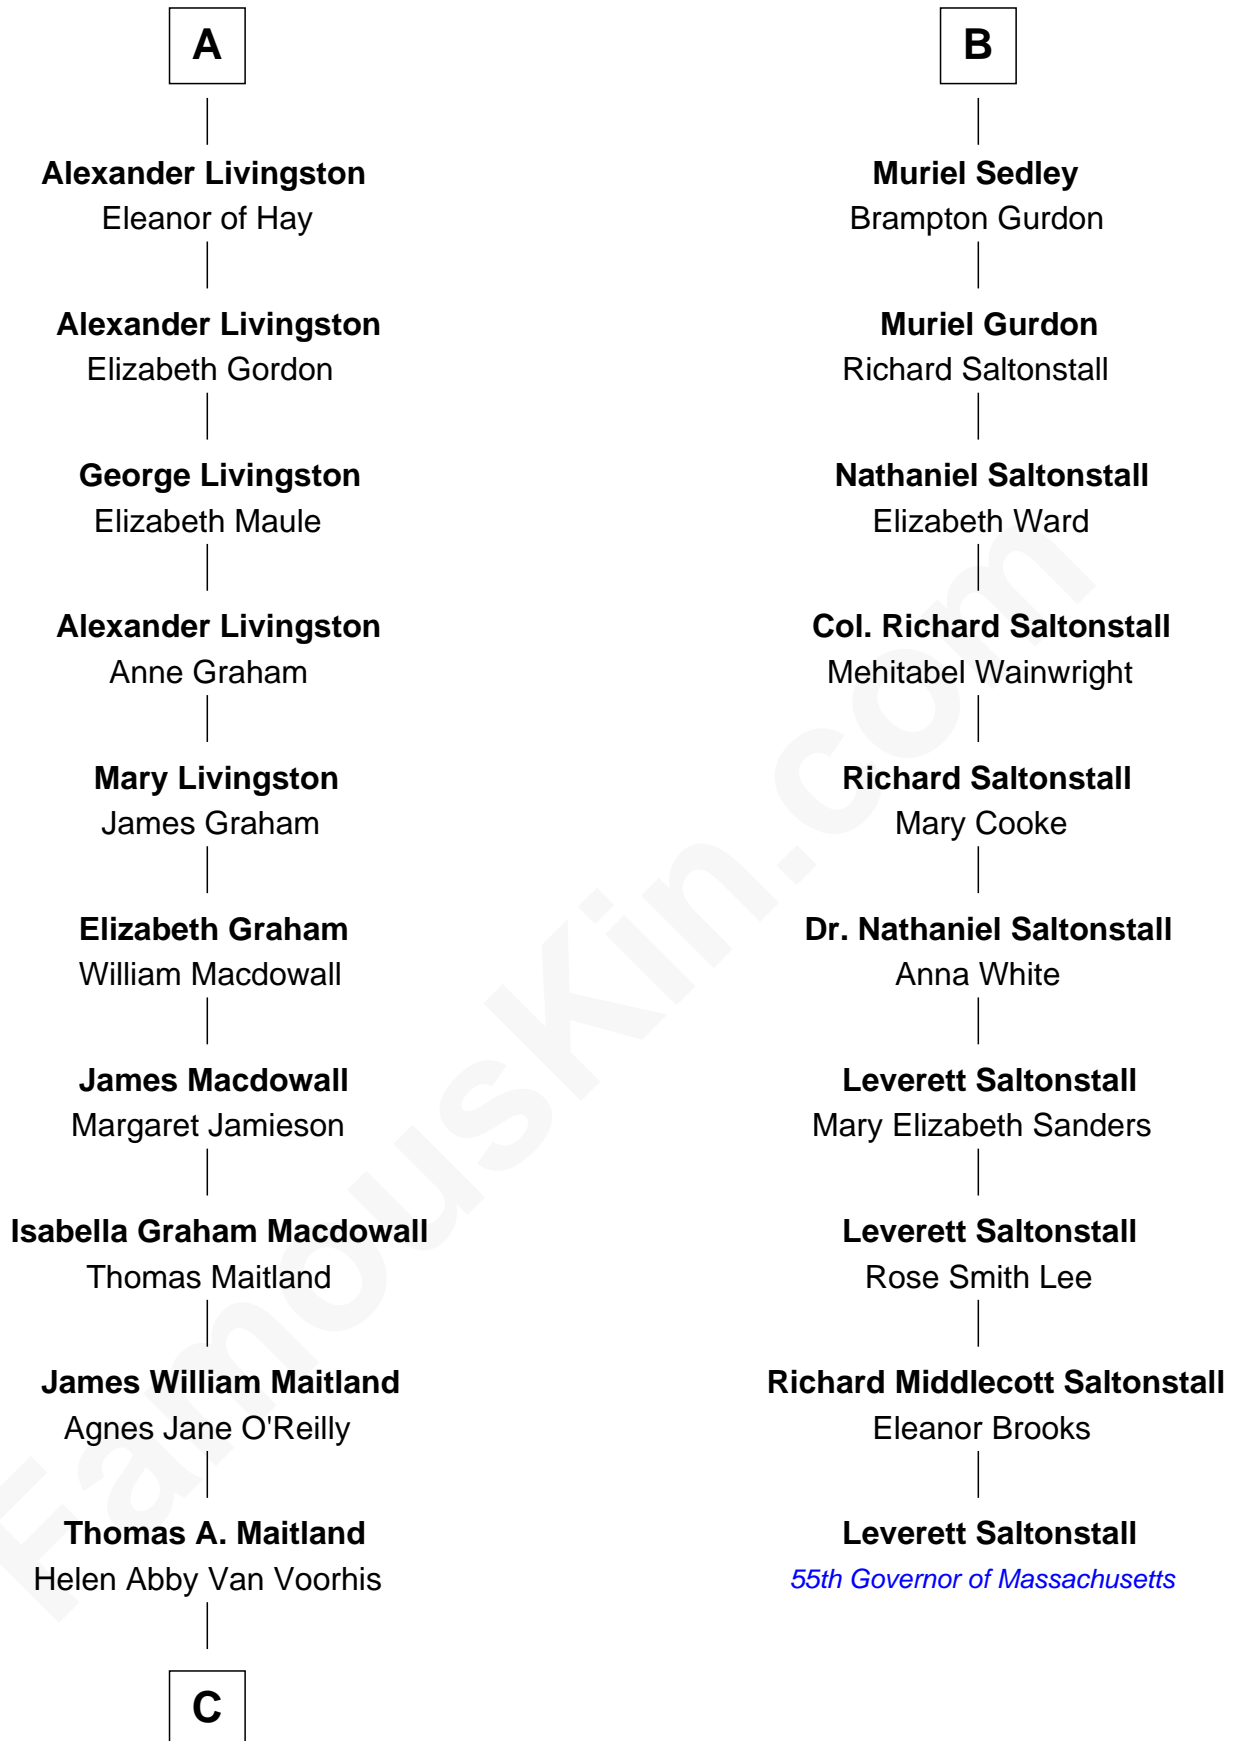 A
Alexander Livingston
Eleanor of Hay
Alexander Livingston
Elizabeth Gordon
George Livingston
Elizabeth Maule
Alexander Livingston
Anne Graham
Mary Livingston
James Graham
Elizabeth Graham
William Macdowall
James Macdowall
Margaret Jamieson
Isabella Graham Macdowall
Thomas Maitland
James William Maitland
Agnes Jane O'Reilly
Thomas A. Maitland
Helen Abby Van Voorhis
C
B
Muriel Sedley
Brampton Gurdon
Muriel Gurdon
Richard Saltonstall
Nathaniel Saltonstall
Elizabeth Ward
Col. Richard Saltonstall
Mehitabel Wainwright
Richard Saltonstall
Mary Cooke
Dr. Nathaniel Saltonstall
Anna White
Leverett Saltonstall
Mary Elizabeth Sanders
Leverett Saltonstall
Rose Smith Lee
Richard Middlecott Saltonstall
Eleanor Brooks
Leverett Saltonstall
55th Governor of Massachusetts
FamousKin.com